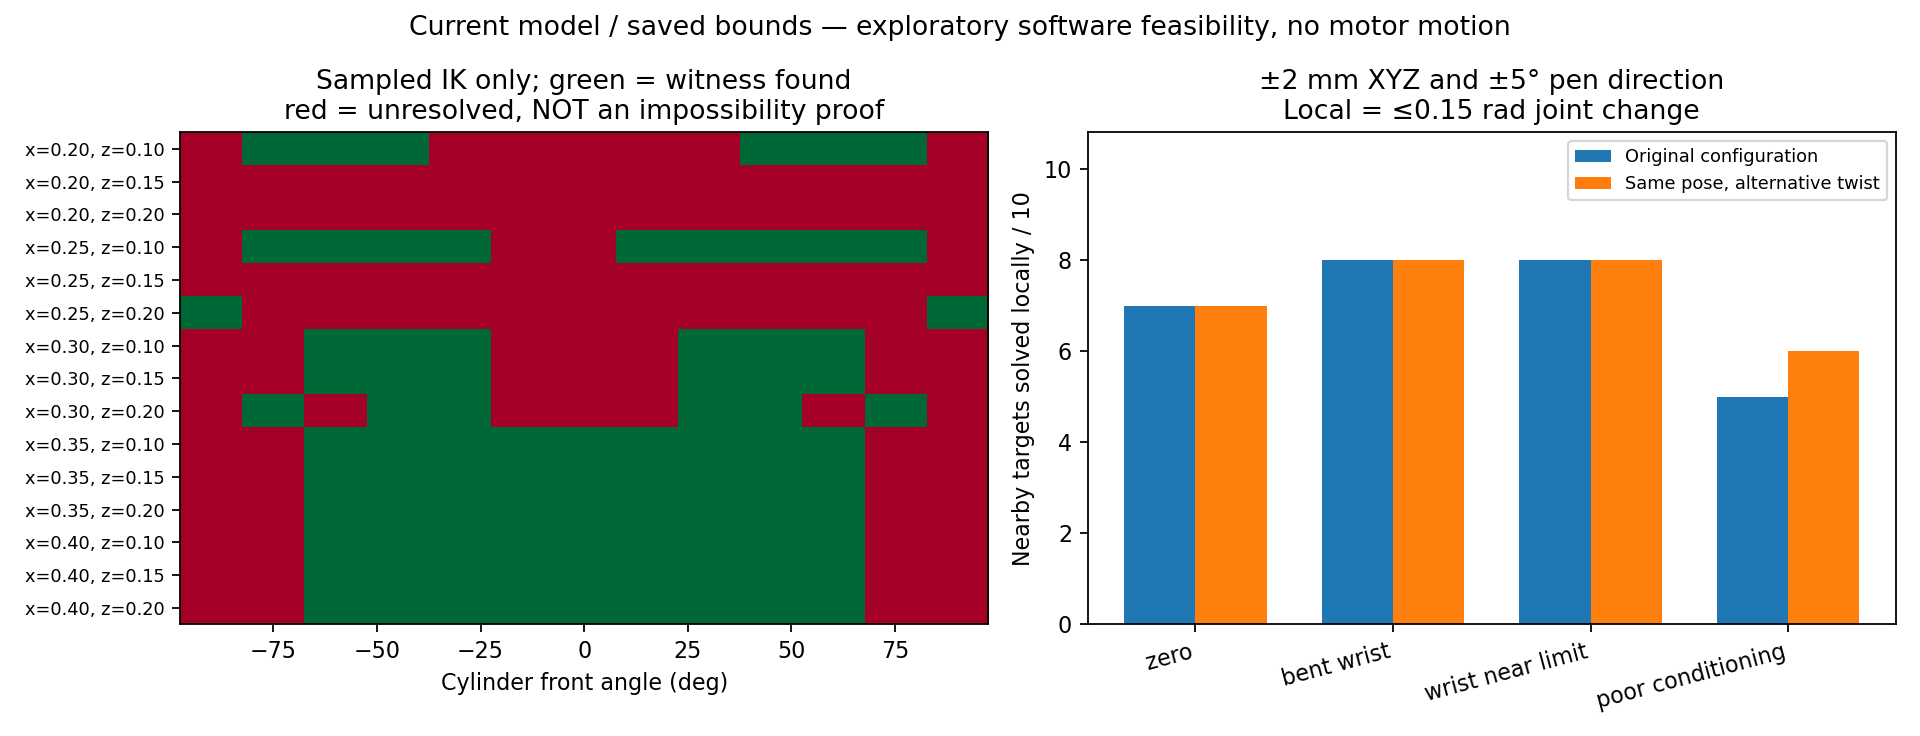 Current model / saved bounds — exploratory software feasibility, no motor motion
Sampled IK only; green = witness found
red = unresolved, NOT an impossibility proof
x=0.20, z=0.10
x=0.20, z=0.15
x=0.20, z=0.20
x=0.25, z=0.10
x=0.25, z=0.15
x=0.25, z=0.20
x=0.30, z=0.10
x=0.30, z=0.15
x=0.30, z=0.20
x=0.35, z=0.10
x=0.35, z=0.15
x=0.35, z=0.20
x=0.40, z=0.10
x=0.40, z=0.15
x=0.40, z=0.20
−75 −50 −25 0 25 50 75
Cylinder front angle (deg)
±2 mm XYZ and ±5° pen direction
Local = ≤0.15 rad joint change
Nearby targets solved locally / 10
10
8
6
4
2
0
Original configuration
Same pose, alternative twist
zero
bent wrist
wrist near limit
poor conditioning